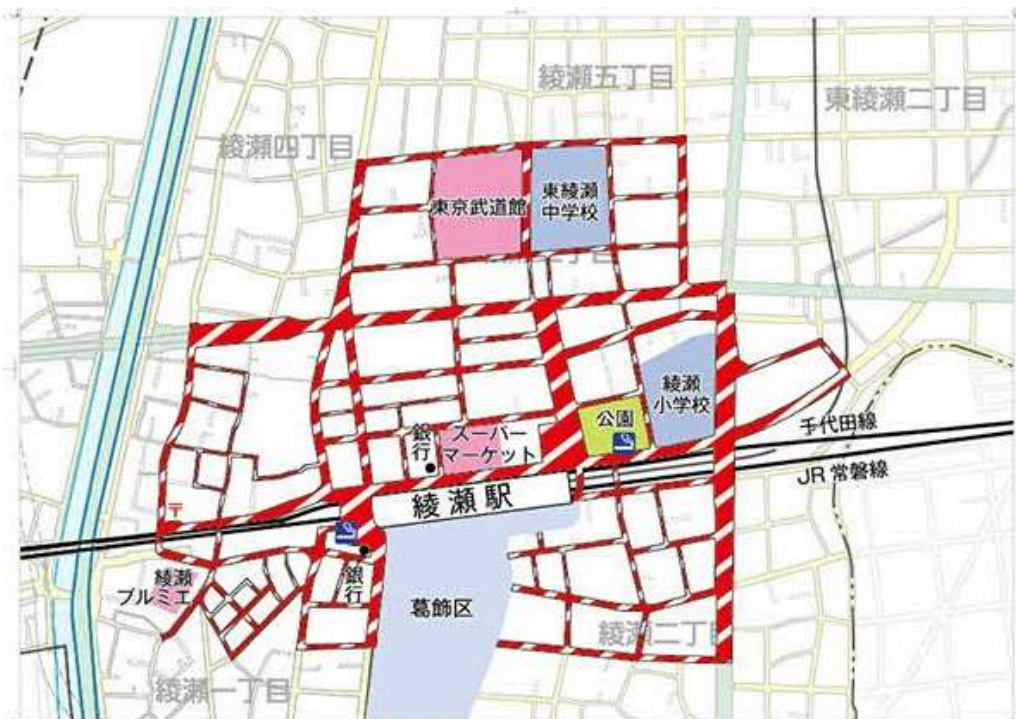 綾瀬五丁目
東綾瀬二丁目
綾瀬四丁目
東京武道館
東綾瀬
中学校
丁目
綾瀬
小学校
公園
千代田線
スーパー
マーケット
銀行
JR 常磐線
綾瀬駅
〒
綾瀬
プルミエ
銀行
葛飾区
綾瀬二丁目
綾瀬一丁目